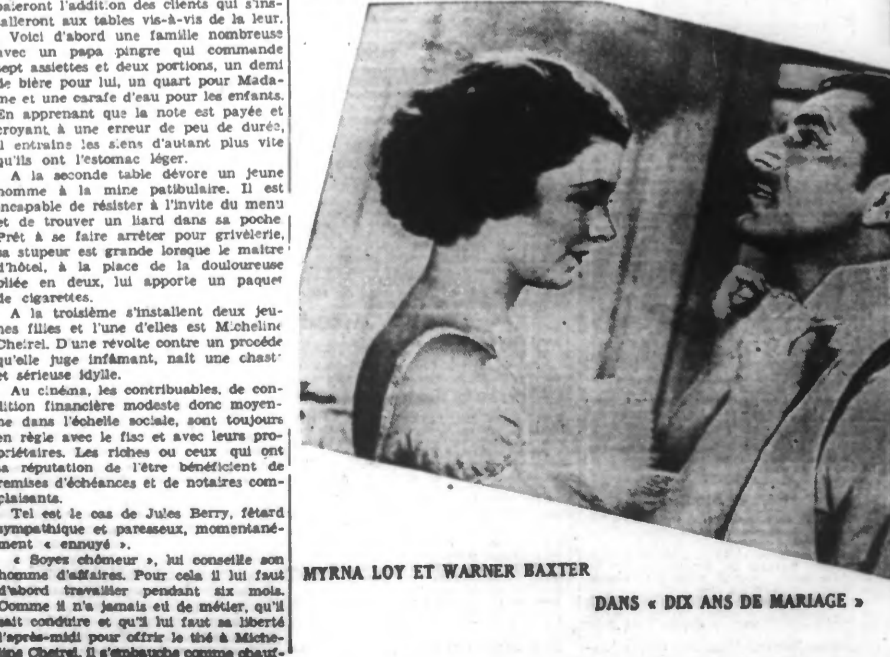 paieront l'addition des clients qui s'ins-
alleront aux tables vis-à-vis de la leur.
Voici d'abord une famille nombreuse
avec un papa pingre qui commande
sept assiettes et deux portions, un demi
de bière pour lui, un quart pour Mada-
me et une carafe d'eau pour les enfants.
En apprenant que la note est payée et
croyant à une erreur de peu de durée,
il entraîne les siens d'autant plus vite
qu'ils ont l'estomac léger.
A la seconde table dévore un jeune
homme à la mine patibulaire. Il est
incapable de résister à l'invite du menu
et de trouver un liard dans sa poche
Prêt à se faire arrêter pour grivèlerie,
sa stupeur est grande lorsque le maître
d'hôtel, à la place de la douloureuse
pliée en deux, lui apporte un paquet
de cigarettes.
A la troisième s'installent deux jeu-
nes filles et l'une d'elles est Micheline
Cheirel. D'une révolte contre un procédé
qu'elle juge infâmant, naît une chast
et sérieuse idylle.
Au cinéma, les contribuables, de con-
dition financière modeste donc moyen-
ne dans l'échelle sociale, sont toujours
en règle avec le fisc et avec leurs pro-
priétaires. Les riches ou ceux qui ont
sa réputation de l'être bénéficient de
remises d'échéances et de notaires com-
plaisants.
Tel est le cas de Jules Berry, fêtard
sympathique et paresseux, momentané-
ment « ennuyé ».
« Soyez chômeur », lui conseille son
homme d'affaires. Pour cela il lui faut
d'abord travailler pendant six mois.
Comme il n'a jamais eu de métier, qu'il
sait conduire et qu'il lui faut sa liberté
l'après-midi pour offrir le thé à Miche-
line Cheirel, il s'embauche comme chauf-
MYRNA LOY ET WARNER BAXTER
DANS « DIX ANS DE MARIAGE »